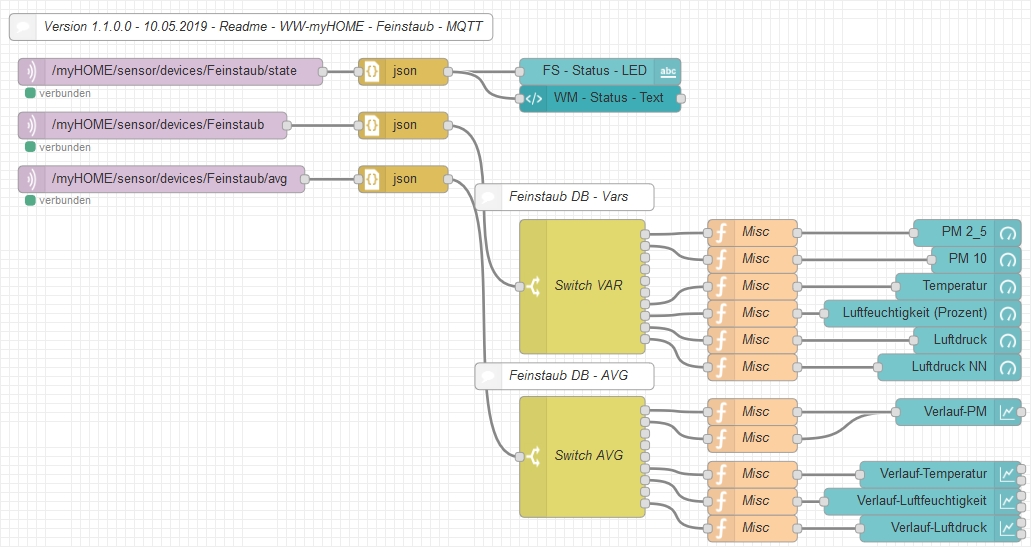 Version 1.1.0.0 - 10.05.2019 - Readme - WW-myHOME - Feinstaub - MQTT
/myHOME/sensor/devices/Feinstaub/state
json
FS - Status - LED
abc
verbunden
WM - Status - Text
/myHOME/sensor/devices/Feinstaub
json
verbunden
/myHOME/sensor/devices/Feinstaub/avg
json
verbunden
Feinstaub DB - Vars
Switch VAR
Misc
PM 2_5
Misc
PM 10
Misc
Temperatur
Misc
Luftfeuchtigkeit (Prozent)
Misc
Luftdruck
Misc
Luftdruck NN
Feinstaub DB - AVG
Switch AVG
Misc
Verlauf-PM
Misc
Misc
Verlauf-Temperatur
Misc
Verlauf-Luftfeuchtigkeit
Misc
Verlauf-Luftdruck